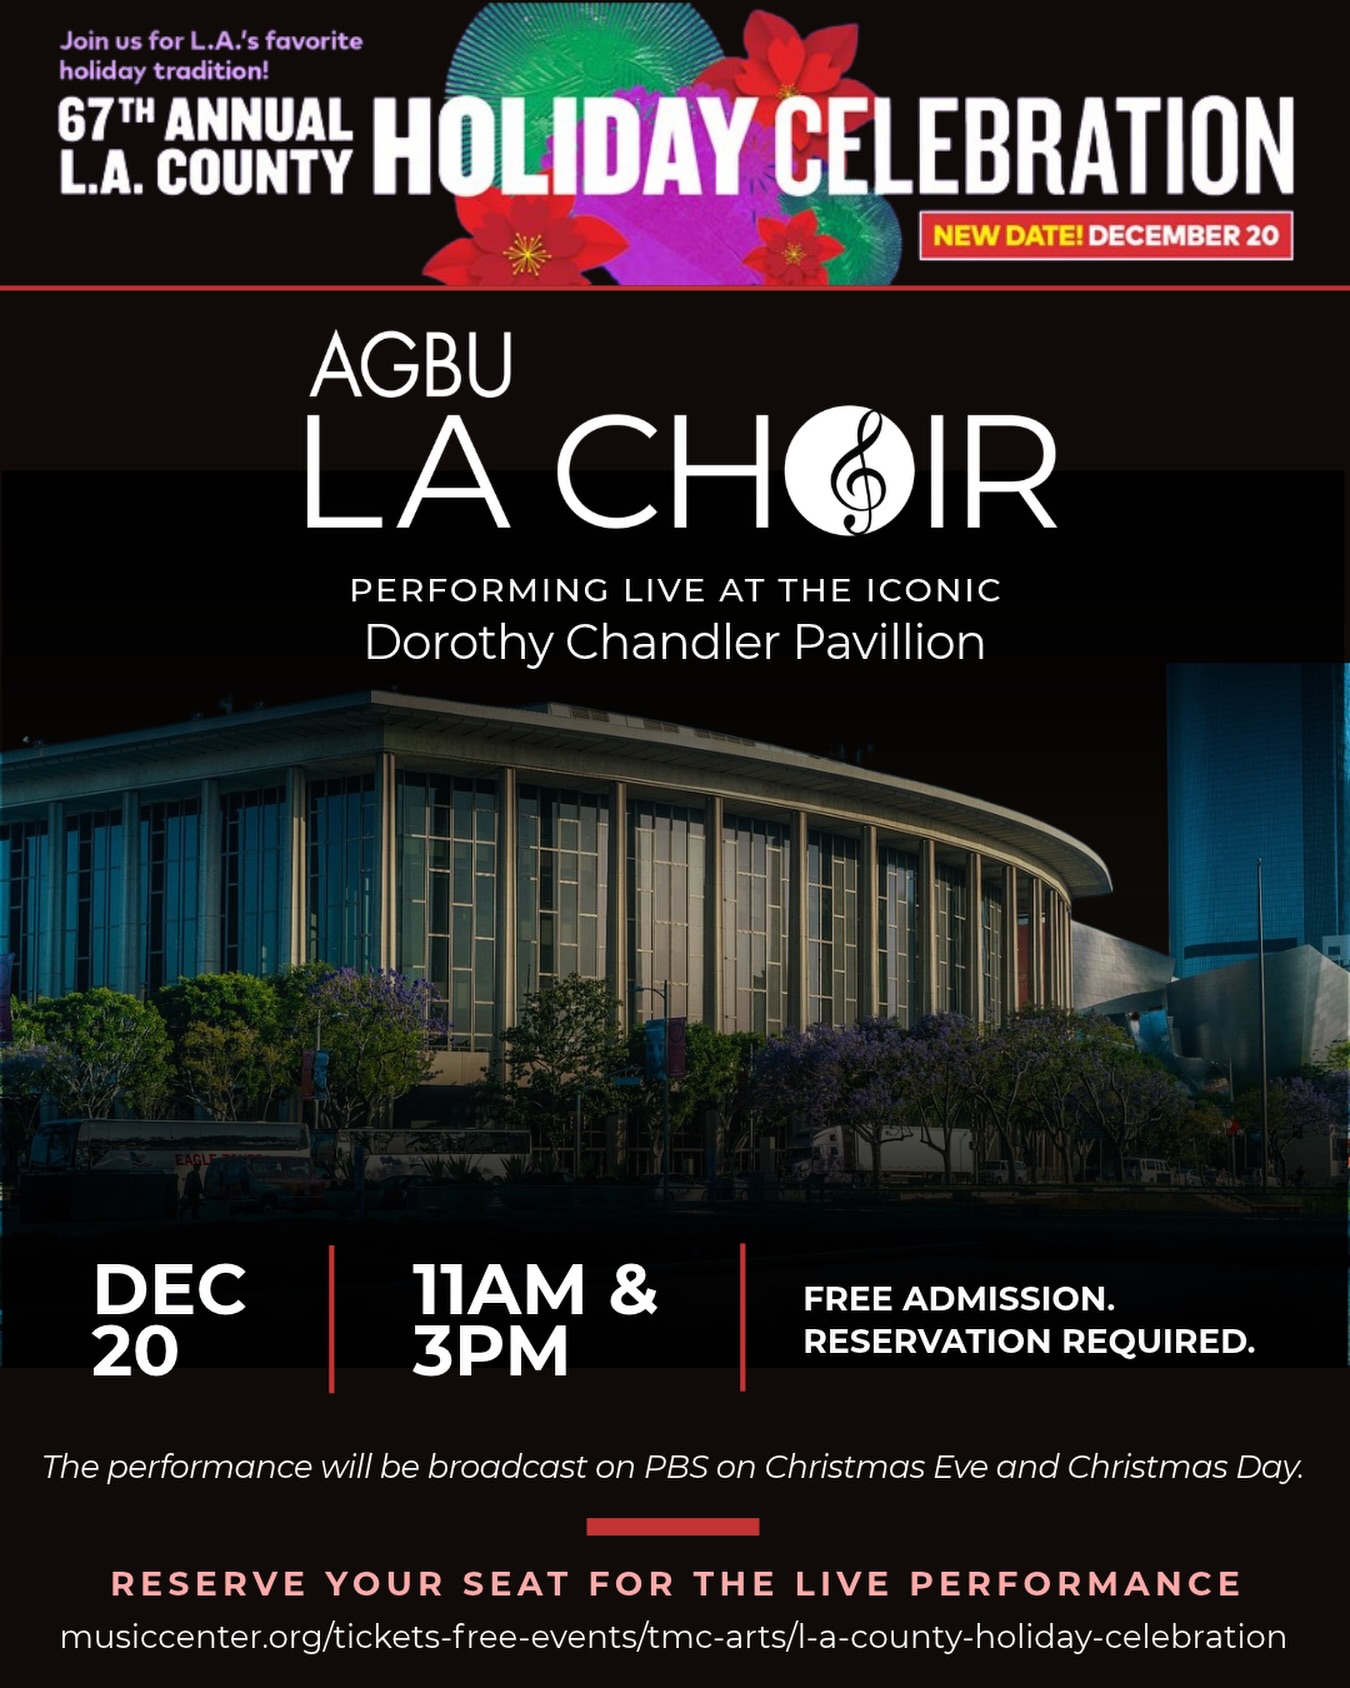 Join us for L.A.'s favorite
holiday tradition!
67TH ANNUAL
L.A. COUNTY
HOLIDAY CELEBRATION
NEW DATE! DECEMBER 20
AGBU
LA CHOIR
PERFORMING LIVE AT THE ICONIC
Dorothy Chandler Pavillion
DEC
20
11AM &
3PM
FREE ADMISSION.
RESERVATION REQUIRED.
The performance will be broadcast on PBS on Christmas Eve and Christmas Day.
RESERVE YOUR SEAT FOR THE LIVE PERFORMANCE
musiccenter.org/tickets-free-events/tmc-arts/l-a-county-holiday-celebration